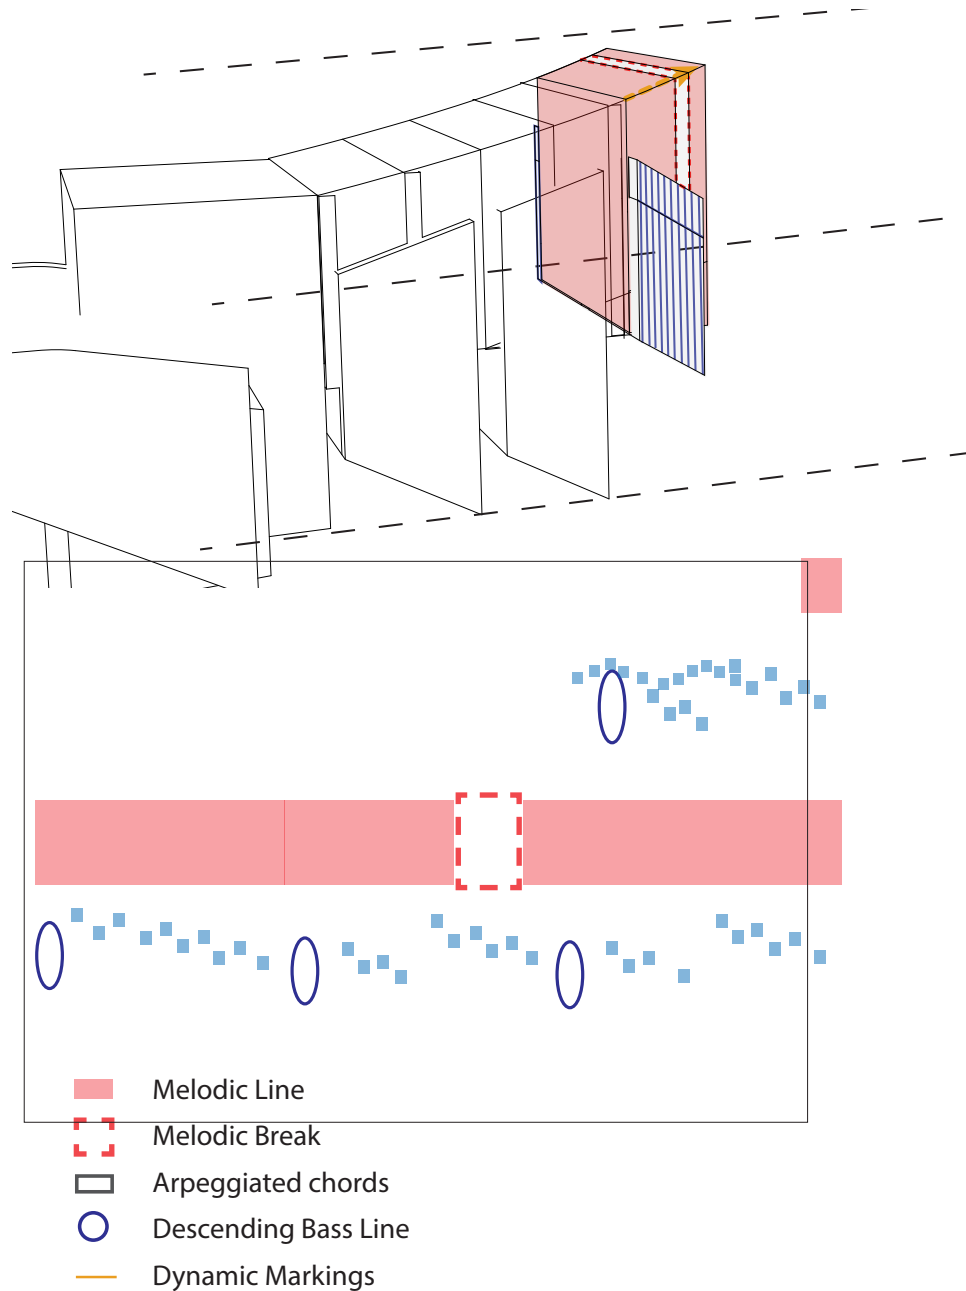 Melodic Line
Melodic Break
Arpeggiated chords
Descending Bass Line
Dynamic Markings